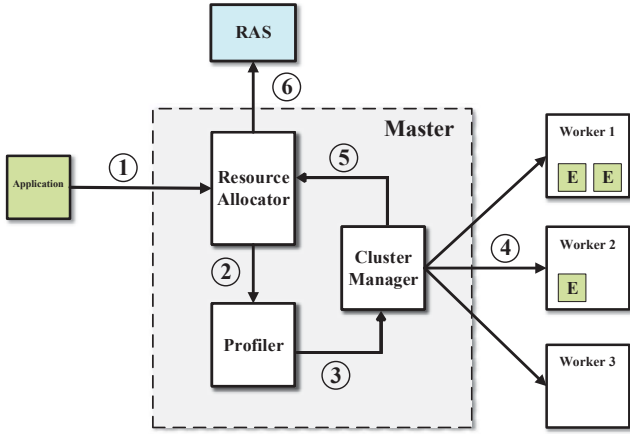 RAS
6
Master
Worker 1
E E
1
5
Application
Resource
Allocator
4
Worker 2
E
2
Cluster
Manager
Profiler
3
Worker 3